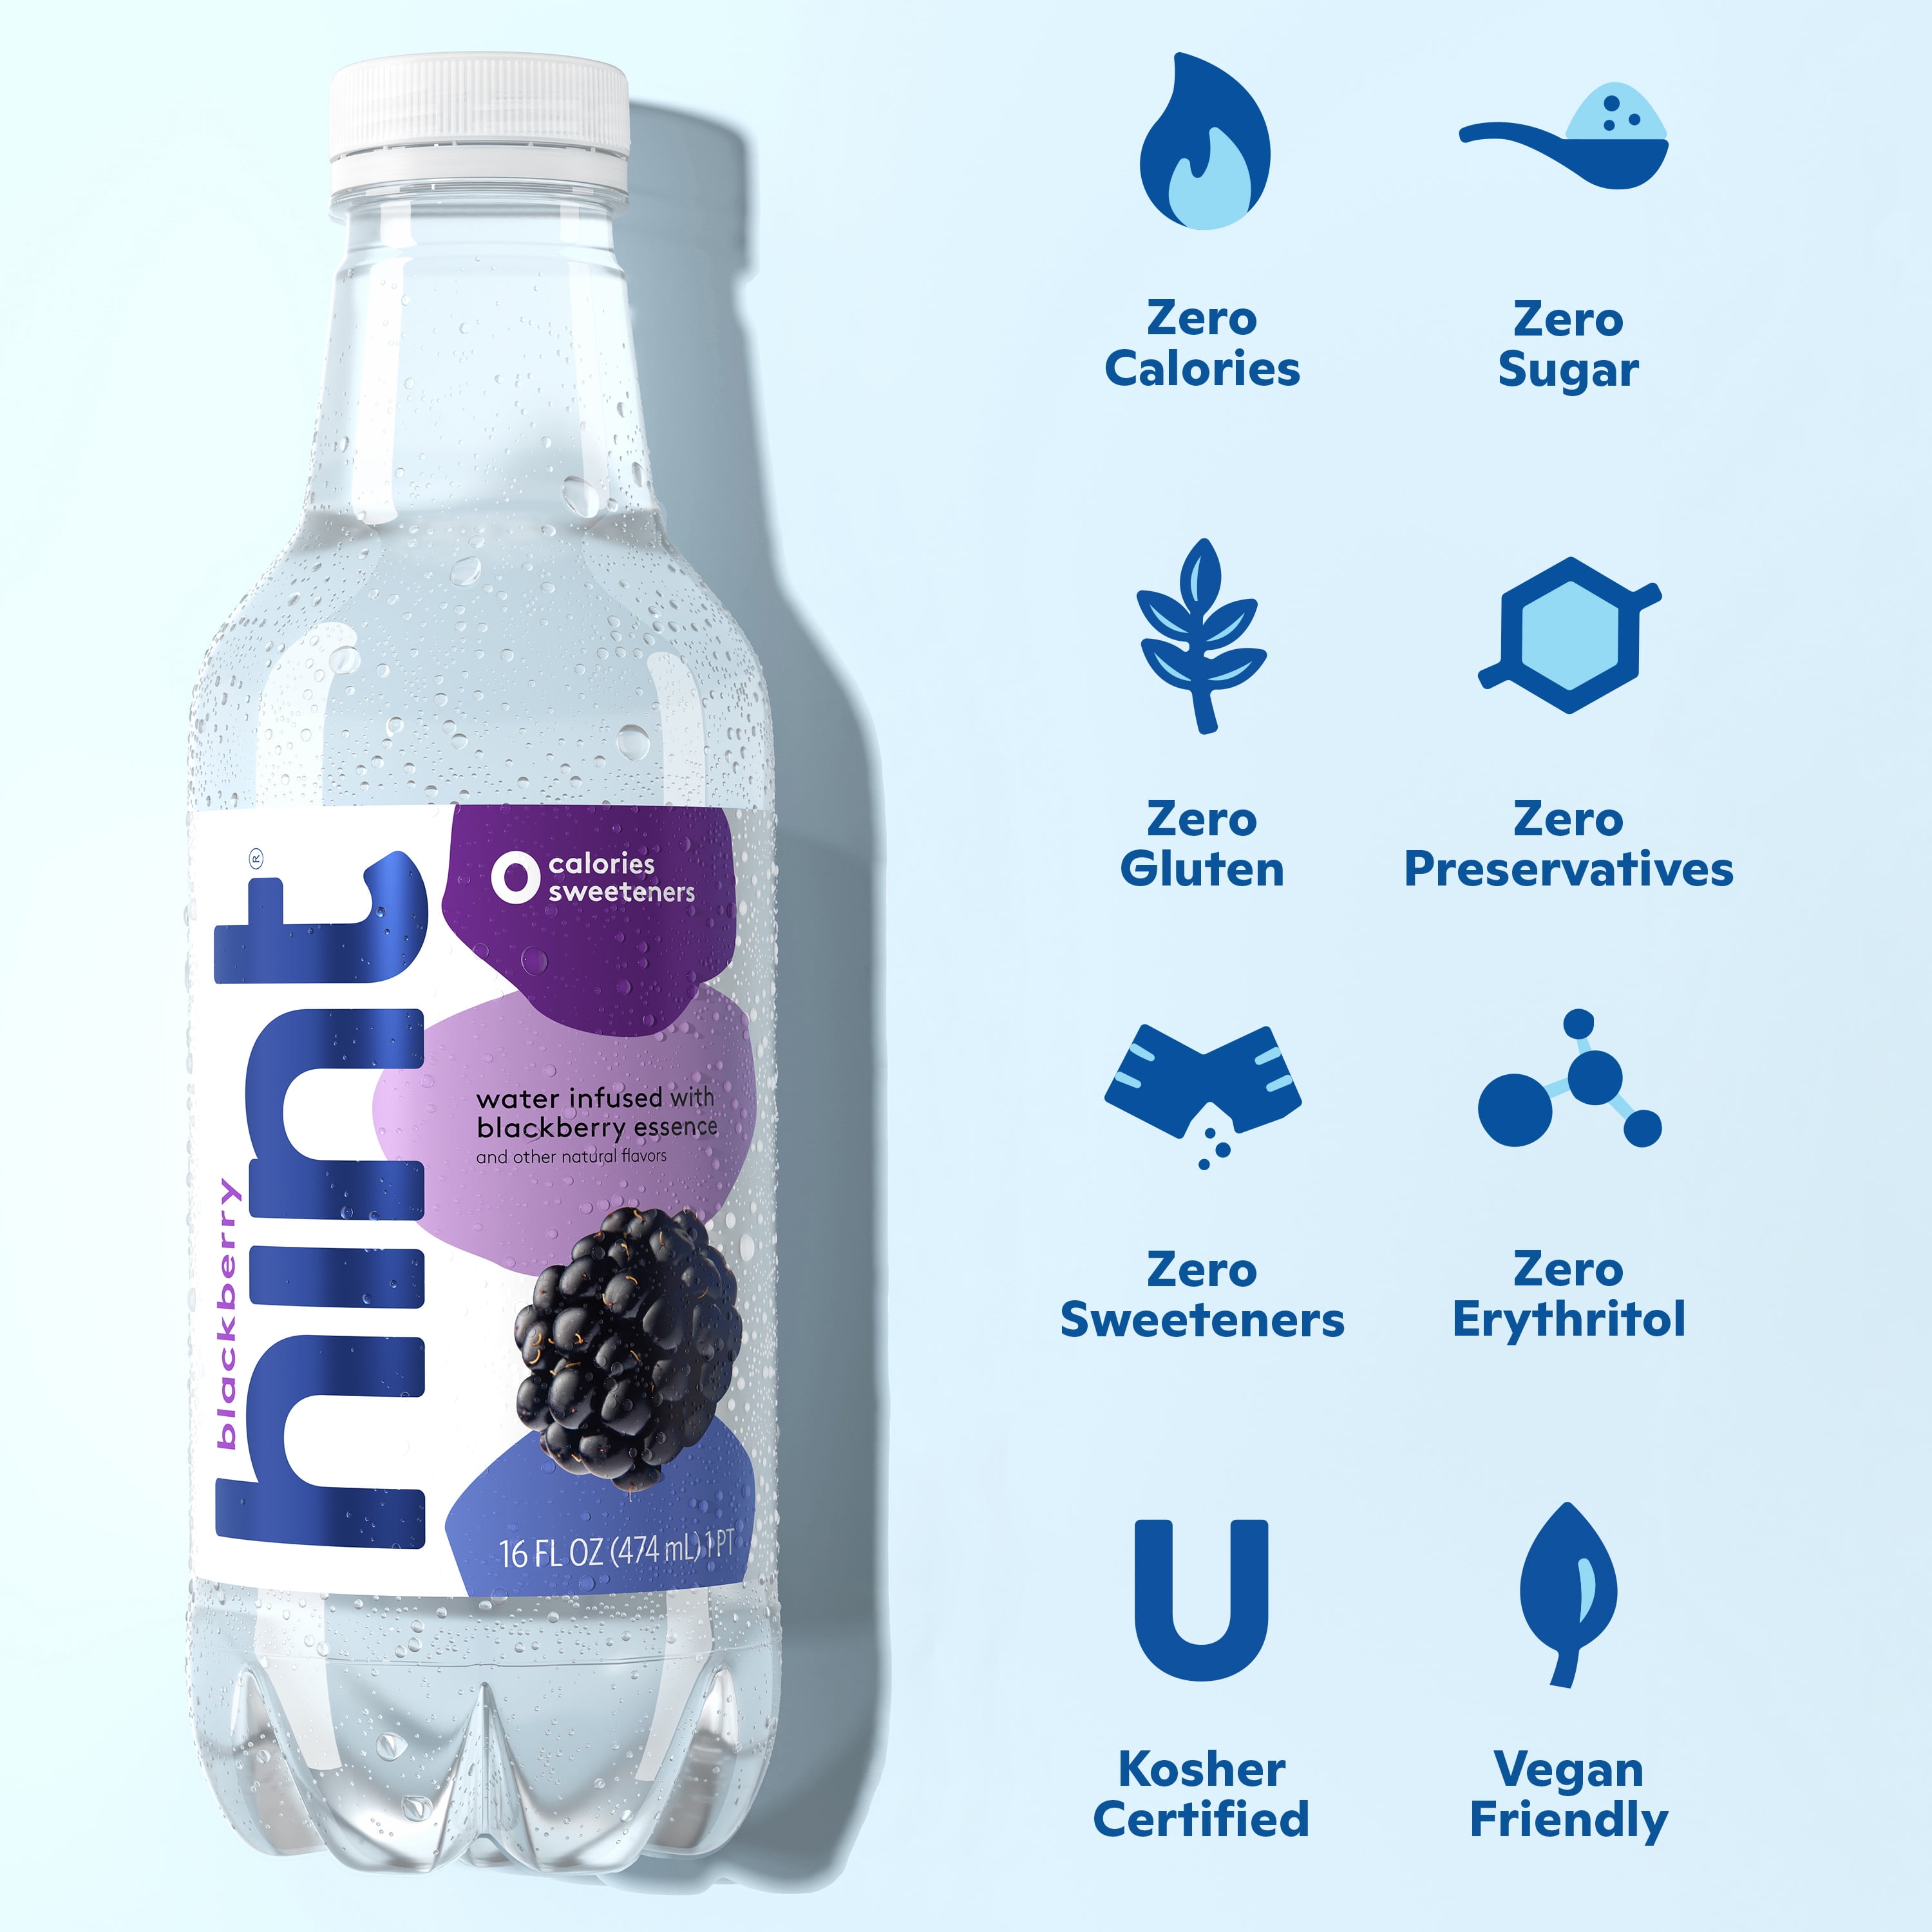 hint®
blackberry
0 calories
sweeteners
water infused with
blackberry essence
and other natural flavors
16 FL OZ (474 mL) 1 PT
Zero
Calories
Zero
Sugar
Zero
Gluten
Zero
Preservatives
Zero
Sweeteners
Zero
Erythritol
U
Kosher
Certified
Vegan
Friendly